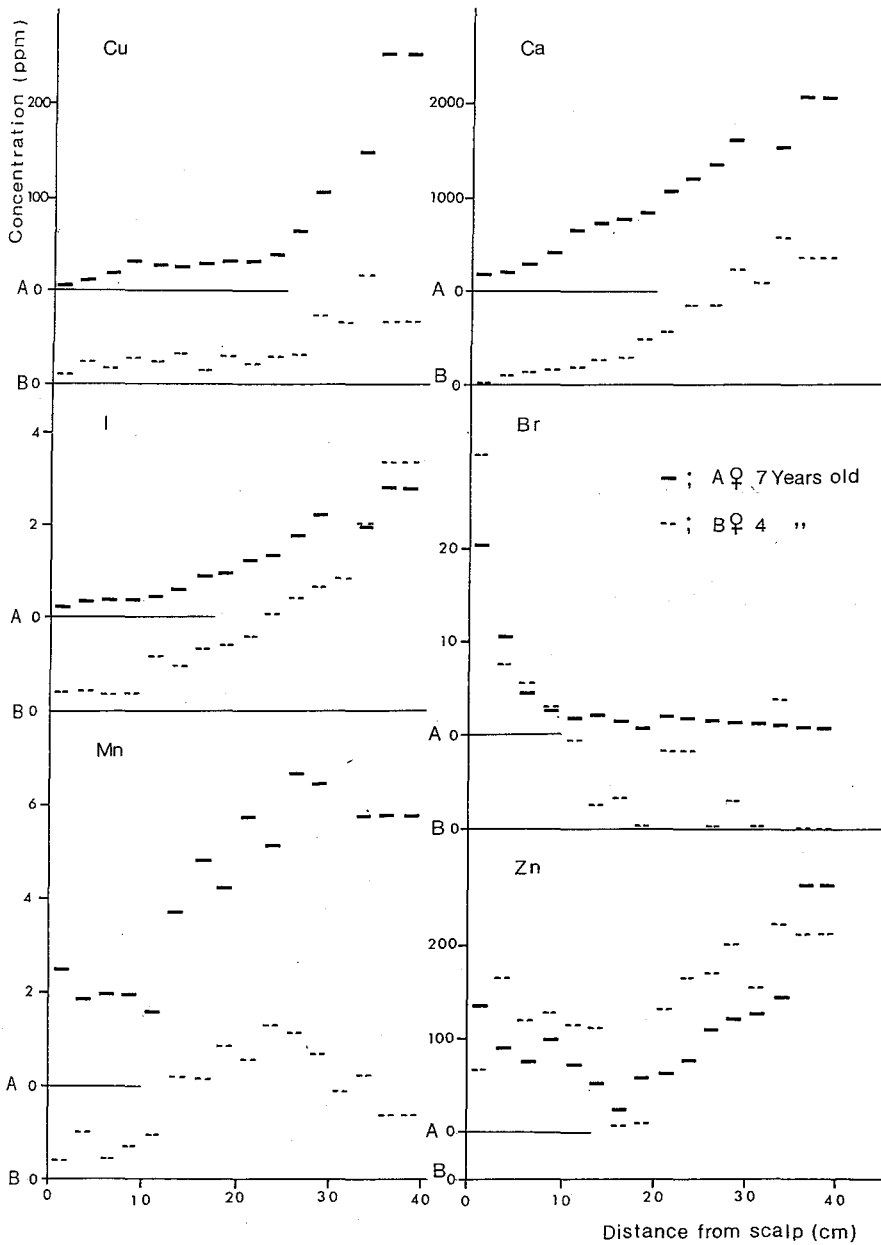 Concentration (ppm)
Cu
200
100
A 0
B 0
Ca
2000
1000
A 0
B 0
I
4
2
A 0
B 0
Br
— ; A♀ 7 Years old
--- ; B♀ 4 ,,
20
10
A 0
B 0
Mn
6
4
2
A 0
B 0
0 10 20 30 40
Zn
200
100
A 0
B 0
0 10 20 30 40
Distance from scalp (cm)